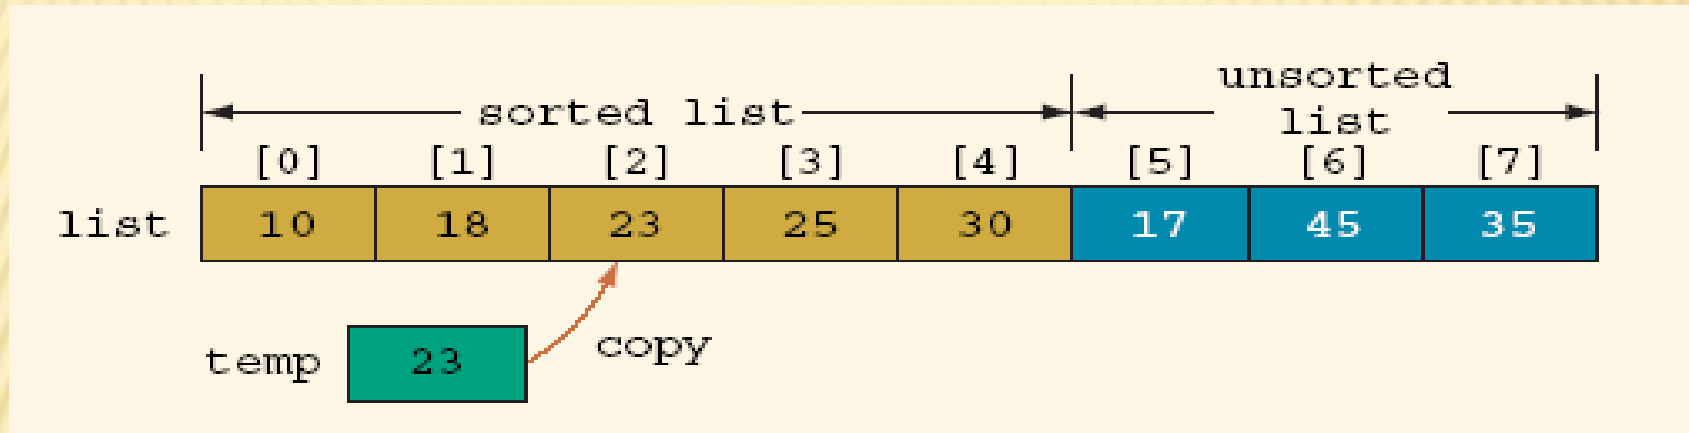 unsorted
sorted list list
[0] [1] [2] [3] [4] [5] [6] [7]
list 10 18 23 25 30 17 45 35
temp 23 copy